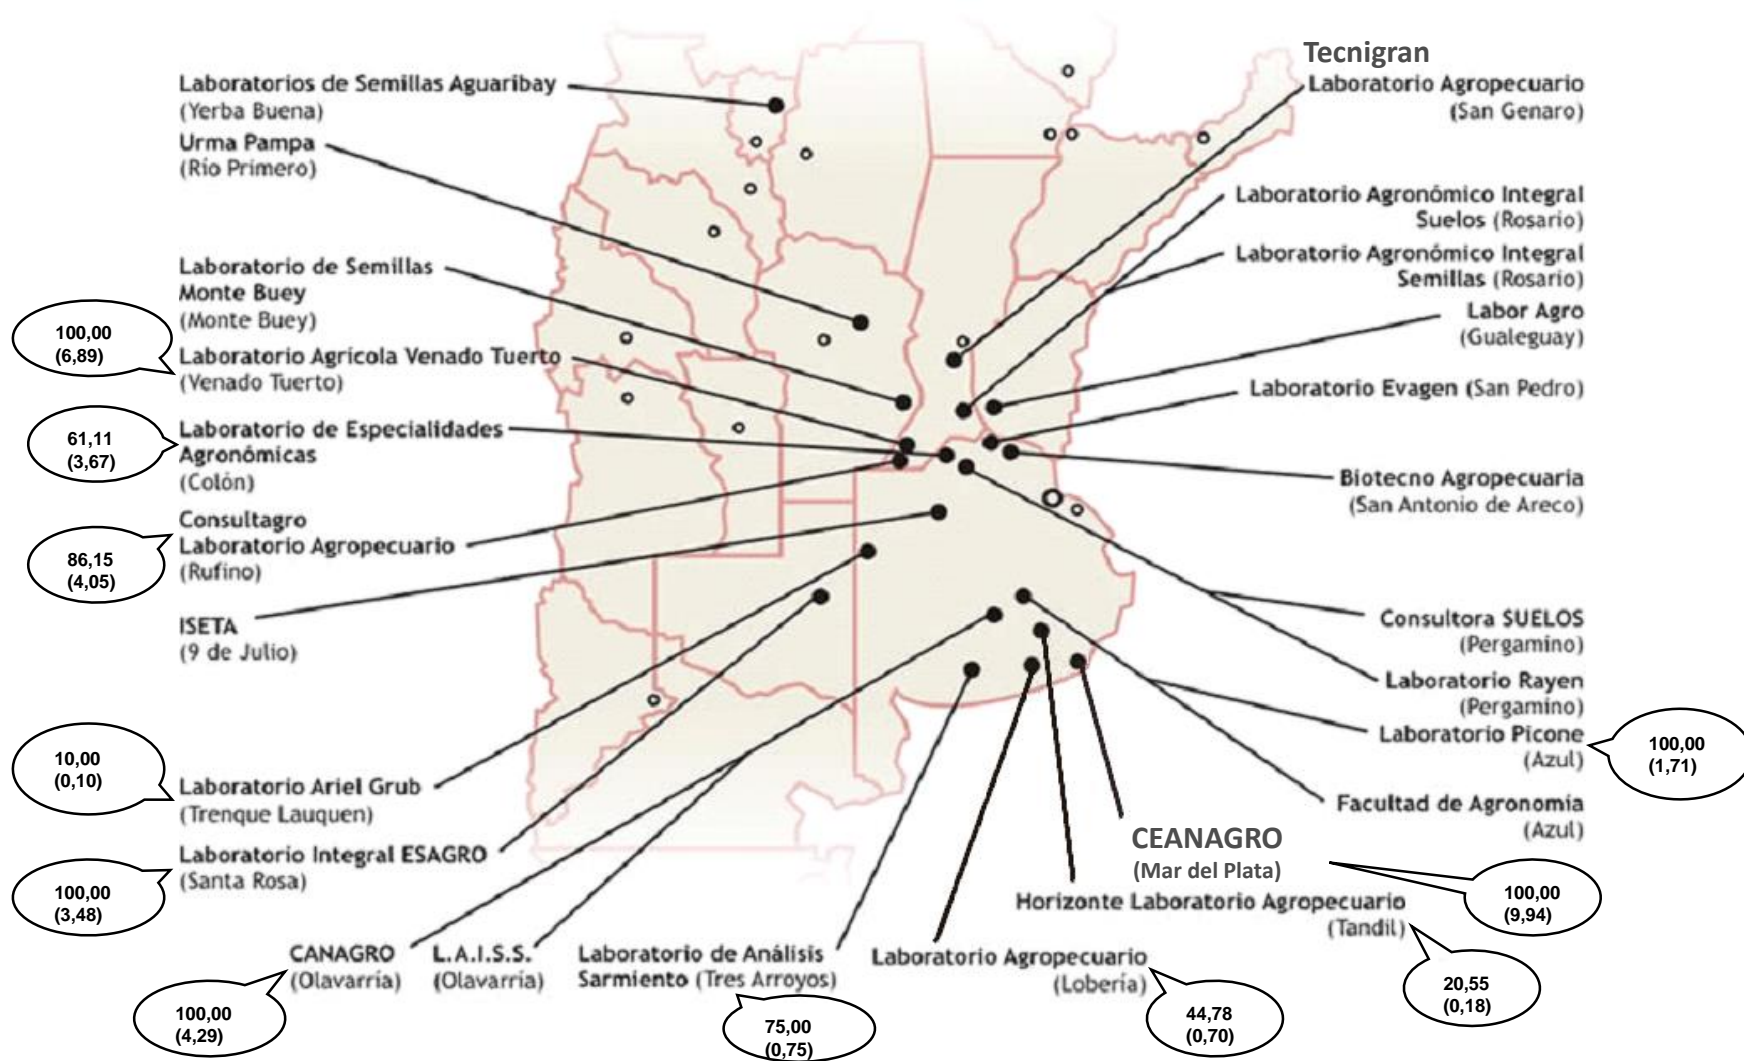 Tecnigran
Laboratorio Agropecuario
(San Genaro)
Laboratorios de Semillas Aguaribay
(Yerba Buena)
Urma Pampa
(Río Primero)
Laboratorio Agronómico Integral
Suelos (Rosario)
Laboratorio Agronómico Integral
Semillas (Rosario)
Laboratorio de Semillas
Monte Buey
(Monte Buey)
Labor Agro
(Gualeguay)
100,00
(6,89)
Laboratorio Agrícola Venado Tuerto
(Venado Tuerto)
Laboratorio Evagen (San Pedro)
61,11
(3,67)
Laboratorio de Especialidades
Agronómicas
(Colón)
Biotecno Agropecuaria
(San Antonio de Areco)
Consultagro
Laboratorio Agropecuario
(Rufino)
86,15
(4,05)
ISETA
(9 de Julio)
Consultora SUELOS
(Pergamino)
Laboratorio Rayen
(Pergamino)
Laboratorio Picone
(Azul)
100,00
(1,71)
10,00
(0,10)
Laboratorio Ariel Grub
(Trenque Lauquen)
Facultad de Agronomía
(Azul)
CEANAGRO
(Mar del Plata)
100,00
(9,94)
Laboratorio Integral ESAGRO
(Santa Rosa)
100,00
(3,48)
Horizonte Laboratorio Agropecuario
(Tandil)
20,55
(0,18)
CANAGRO
(Olavarría)
100,00
(4,29)
L.A.I.S.S.
(Olavarría)
Laboratorio de Análisis
Sarmiento (Tres Arroyos)
75,00
(0,75)
Laboratorio Agropecuario
(Lobería)
44,78
(0,70)